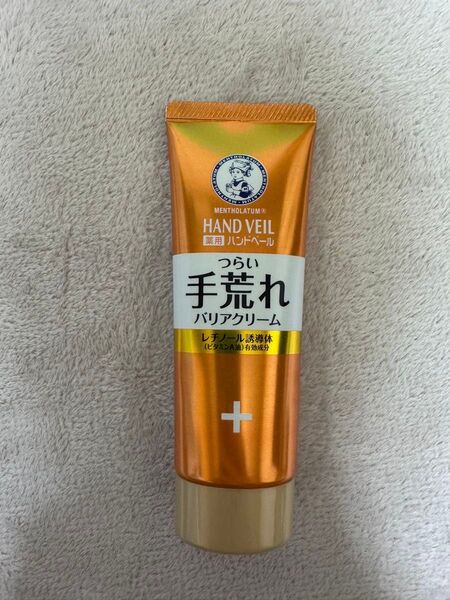 MENTHOLATUM
MENTHOLATUM®
HAND VEIL
薬用 ハンドベール
つらい
手荒れ
バリアクリーム
レチノール誘導体
(ビタミンA油)有効成分